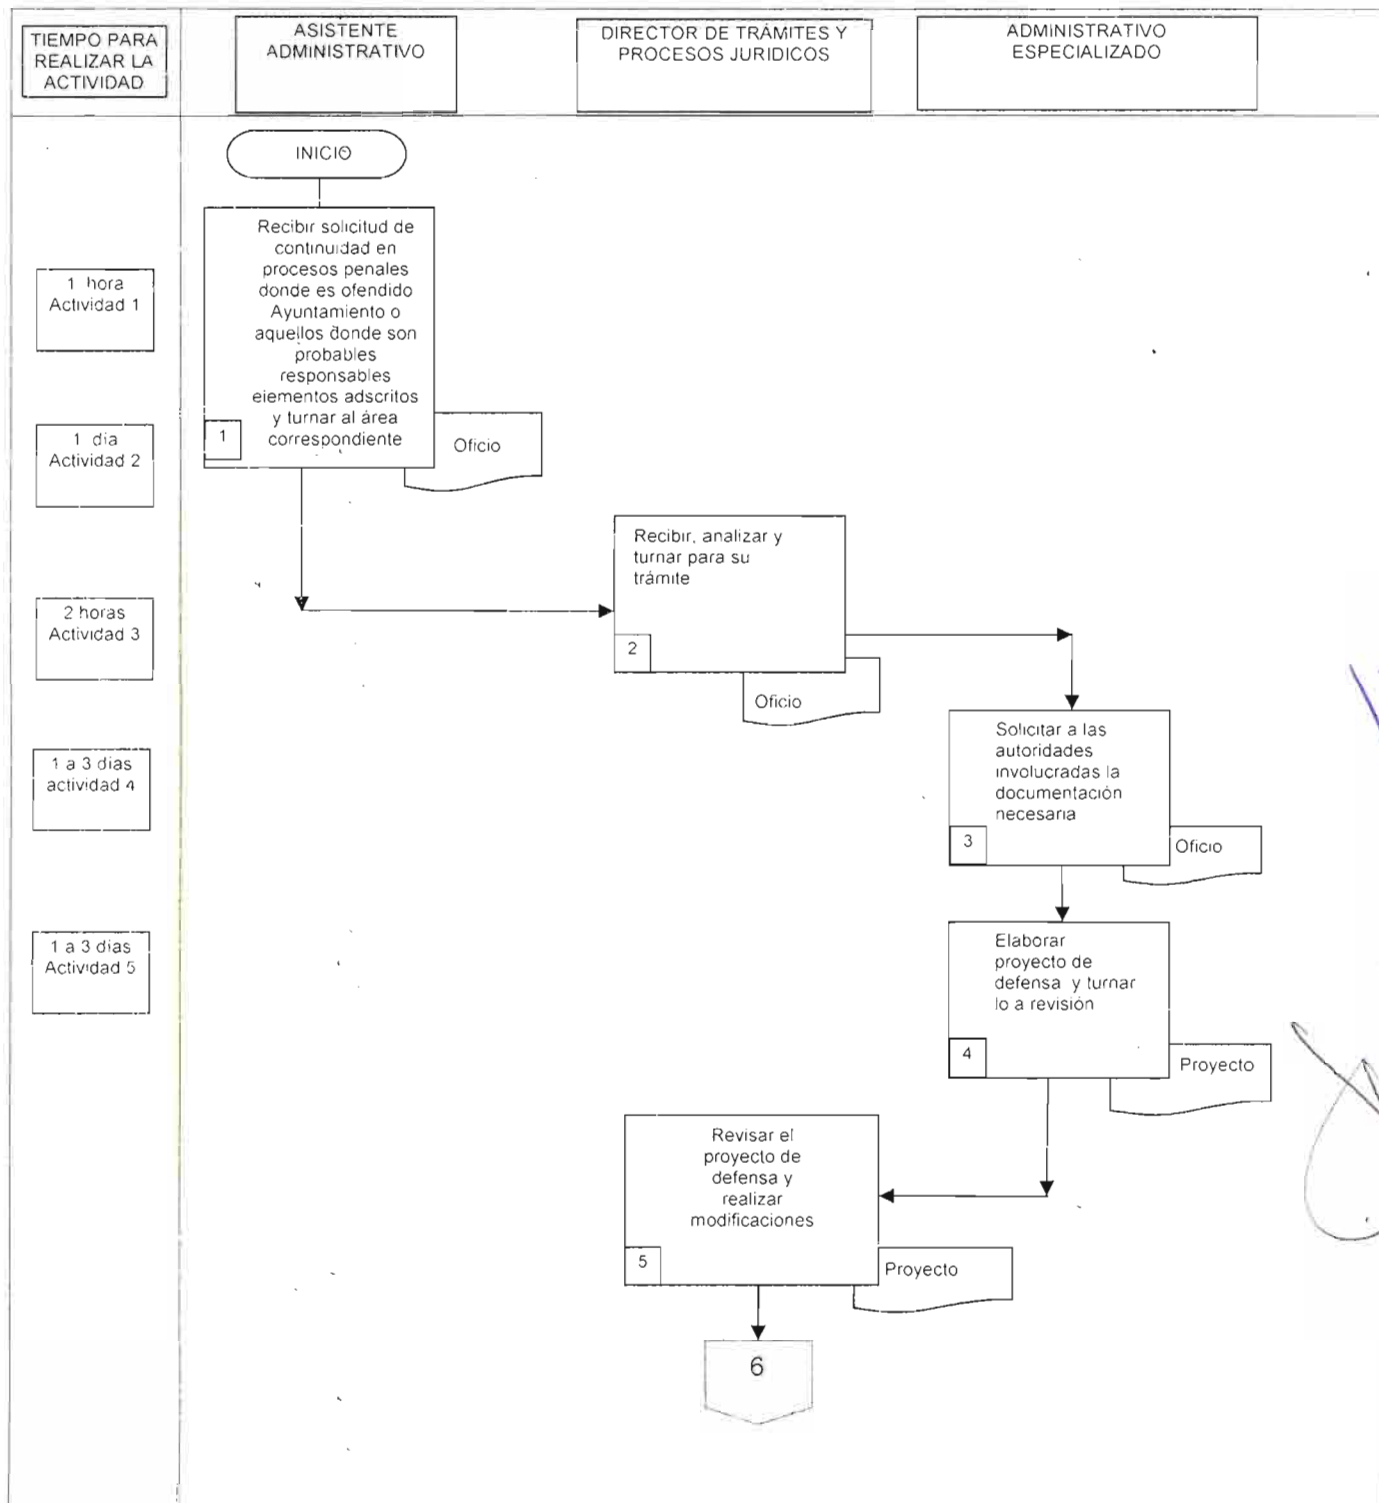 TIEMPO PARA
REALIZAR LA
ACTIVIDAD
ASISTENTE
ADMINISTRATIVO
DIRECTOR DE TRÁMITES Y
PROCESOS JURIDICOS
ADMINISTRATIVO
ESPECIALIZADO
INICIO
Recibir solicitud de
continuidad en
procesos penales
donde es ofendido
Ayuntamiento o
aquellos donde son
probables
responsables
elementos adscritos
y turnar al área
correspondiente
1
Oficio
1 hora
Actividad 1
1 dia
Actividad 2
2 horas
Actividad 3
1 a 3 dias
actividad 4
1 a 3 dias
Actividad 5
Recibir, analizar y
turnar para su
trámite
2
Oficio
Solicitar a las
autoridades
involucradas la
documentación
necesaria
3
Oficio
Elaborar
proyecto de
defensa y turnar
lo a revisión
4
Proyecto
Revisar el
proyecto de
defensa y
realizar
modificaciones
5
Proyecto
6